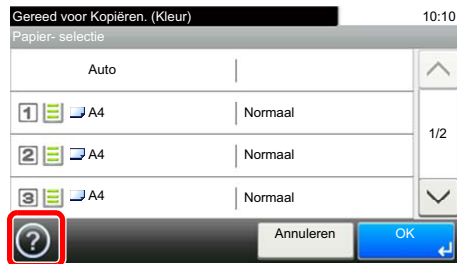 Gereed voor Kopiëren. (Kleur) 10:10
Papier- selectie
Auto
1 A4 Normaal
2 A4 Normaal
1/2
3 A4 Normaal
? Annuleren OK